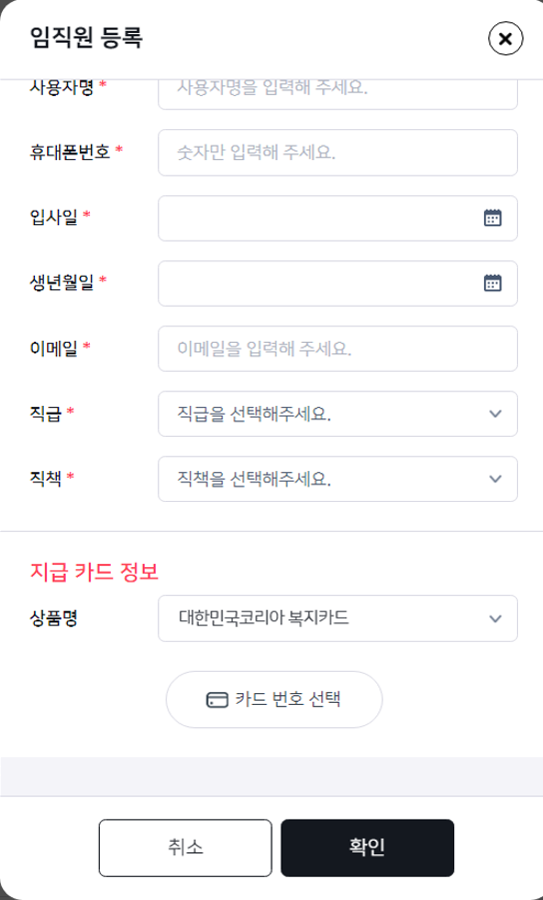 임직원 등록
사용자명 *
사용자명을 입력해 주세요.
휴대폰번호 *
숫자만 입력해 주세요.
입사일 *
생년월일 *
이메일 *
이메일을 입력해 주세요.
직급 *
직급을 선택해주세요.
직책 *
직책을 선택해주세요.
지급 카드 정보
상품명
대한민국코리아 복지카드
카드 번호 선택
취소
확인